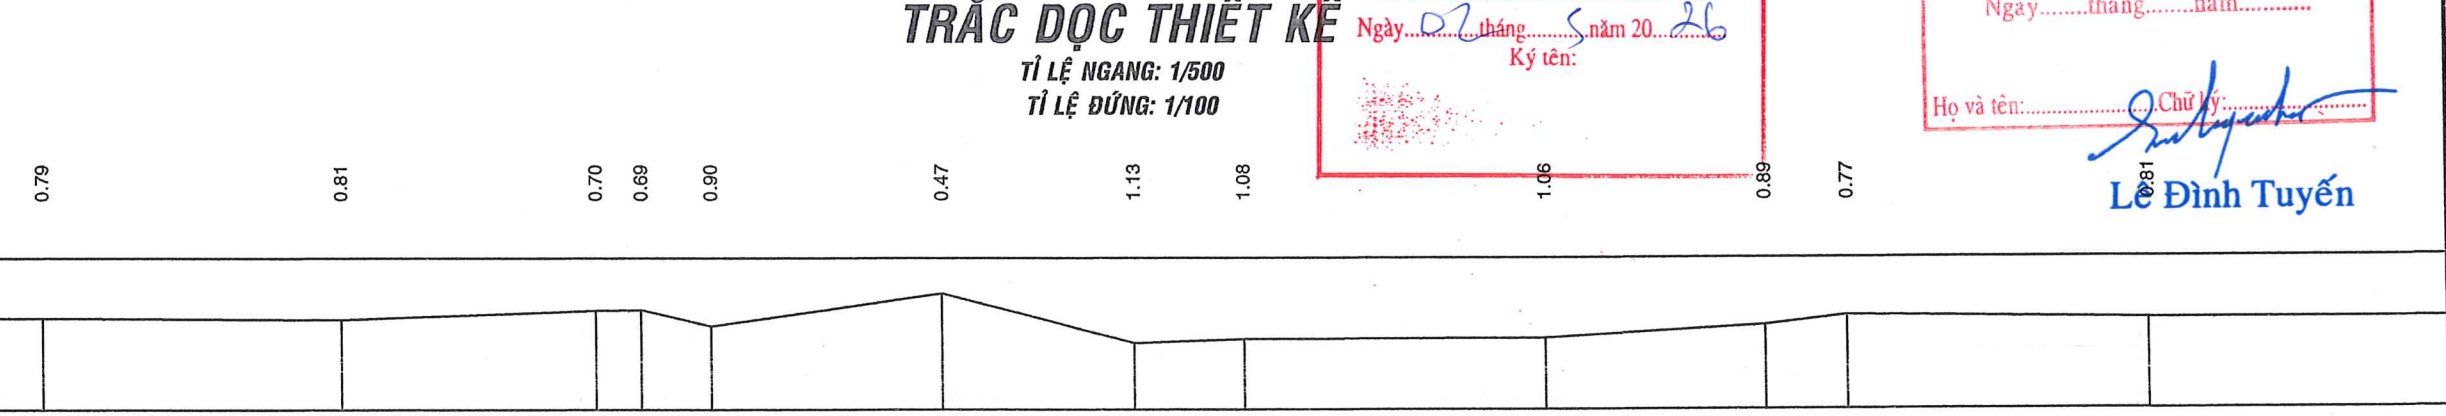 TRẮC DỌC THIẾT KẾ
TỈ LỆ NGANG: 1/500
TỈ LỆ ĐỨNG: 1/100
Ngày....02....tháng....5.năm 20...26
Ký tên:
Ngày........tháng.......năm............
Họ và tên:......................Chữ ký:........................
Lê Đình Tuyến
0.79
0.81
0.70
0.69
0.90
0.47
1.13
1.08
1.06
0.89
0.77
0.81